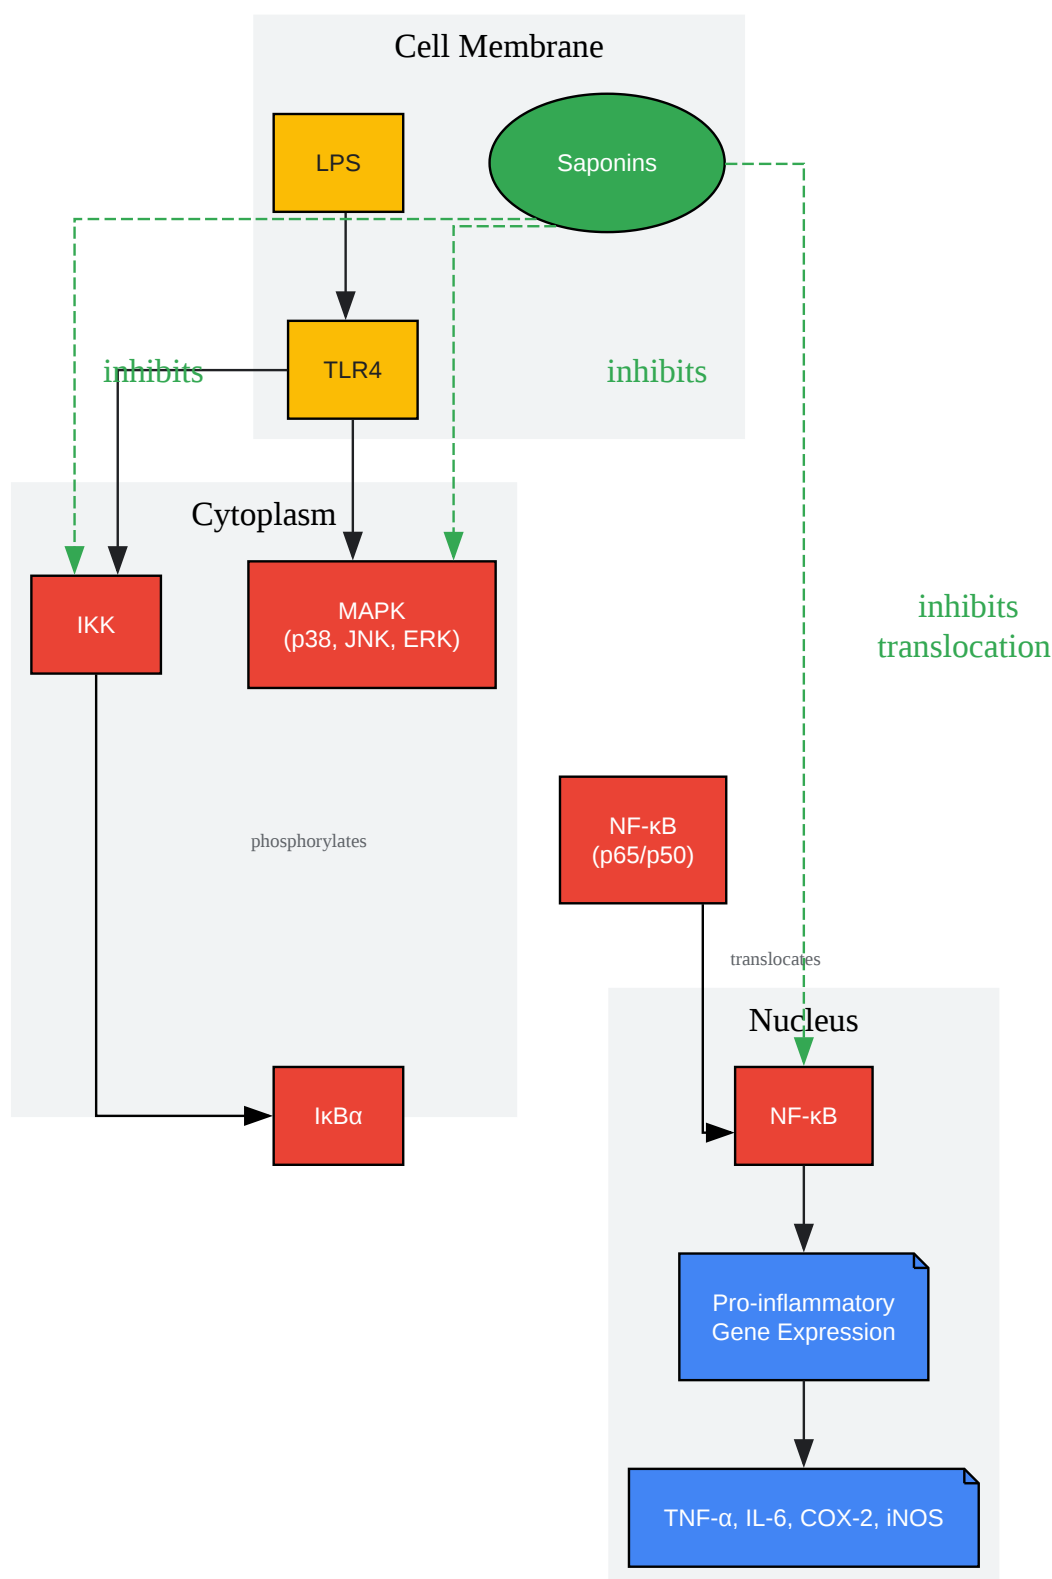 Cell Membrane
LPS
Saponins
TLR4
inhibits
inhibits
Cytoplasm
IKK
MAPK
(p38, JNK, ERK)
inhibits
translocation
phosphorylates
NF-κB
(p65/p50)
translocates
Nucleus
IκBα
NF-κB
Pro-inflammatory
Gene Expression
TNF-α, IL-6, COX-2, iNOS